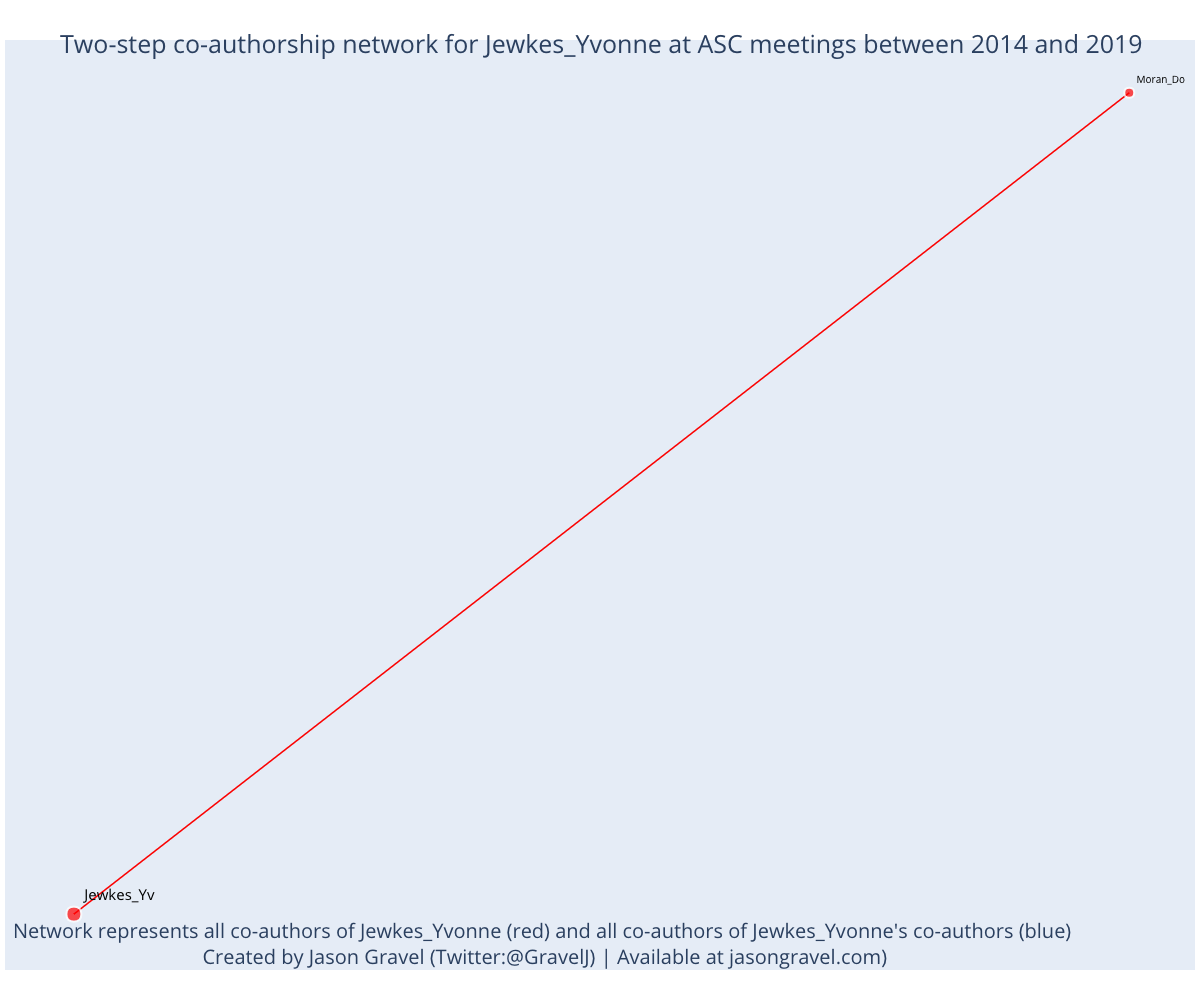 Two-step co-authorship network for Jewkes_Yvonne at ASC meetings between 2014 and 2019
Moran_Do
Jewkes_Yv
Network represents all co-authors of Jewkes_Yvonne (red) and all co-authors of Jewkes_Yvonne's co-authors (blue)
Created by Jason Gravel (Twitter:@GravelJ) | Available at jasongravel.com)